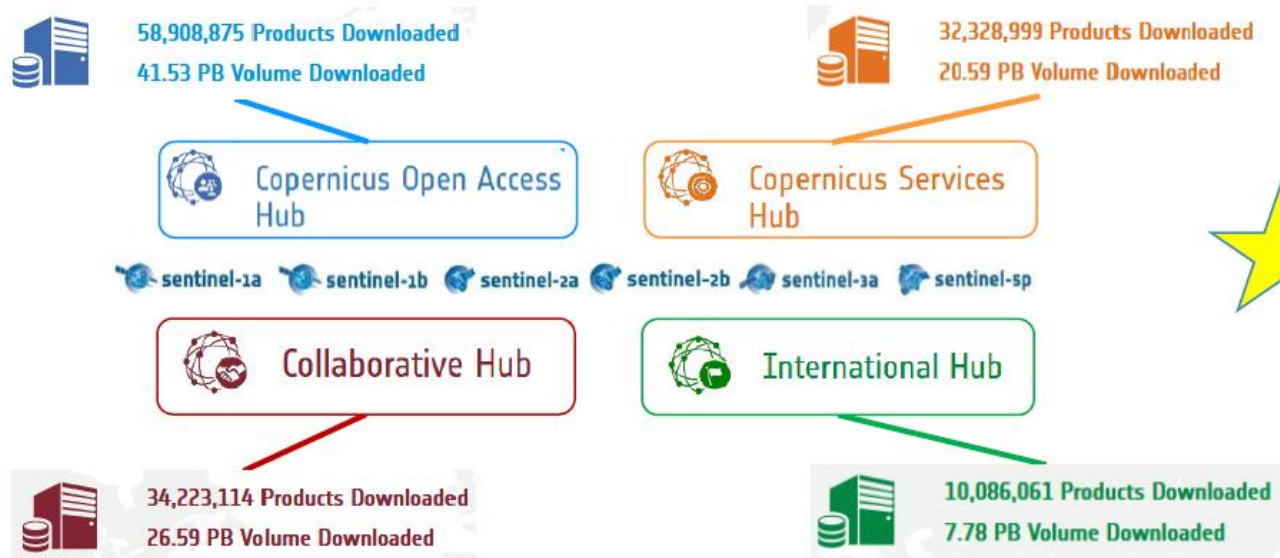 58,908,875 Products Downloaded
41.53 PB Volume Downloaded
32,328,999 Products Downloaded
20.59 PB Volume Downloaded
Copernicus Open Access
Hub
Copernicus Services
Hub
sentinel-1a
sentinel-1b
sentinel-2a
sentinel-2b
sentinel-3a
sentinel-5p
Collaborative Hub
International Hub
34,223,114 Products Downloaded
26.59 PB Volume Downloaded
10,086,061 Products Downloaded
7.78 PB Volume Downloaded